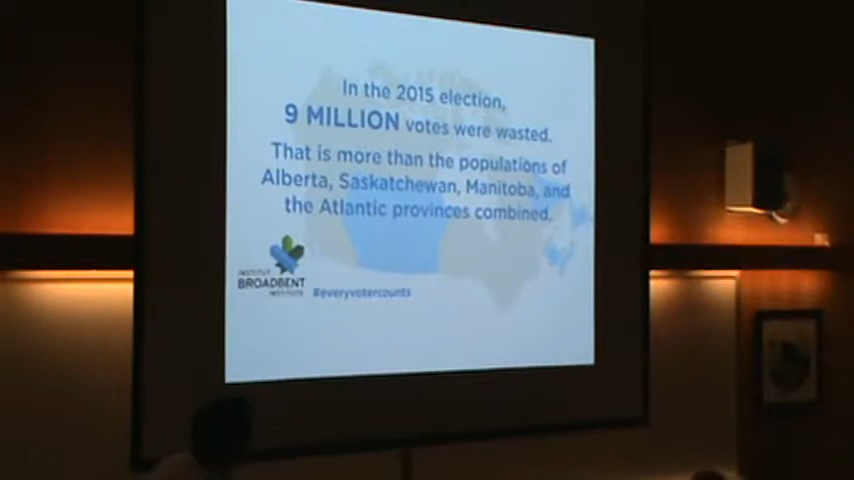 In the 2015 election,
9 MILLION votes were wasted.
That is more than the populations of
Alberta, Saskatchewan, Manitoba, and
the Atlantic provinces combined.
INSTITUT
BROADBENT
INSTITUTE
#everyvotercounts